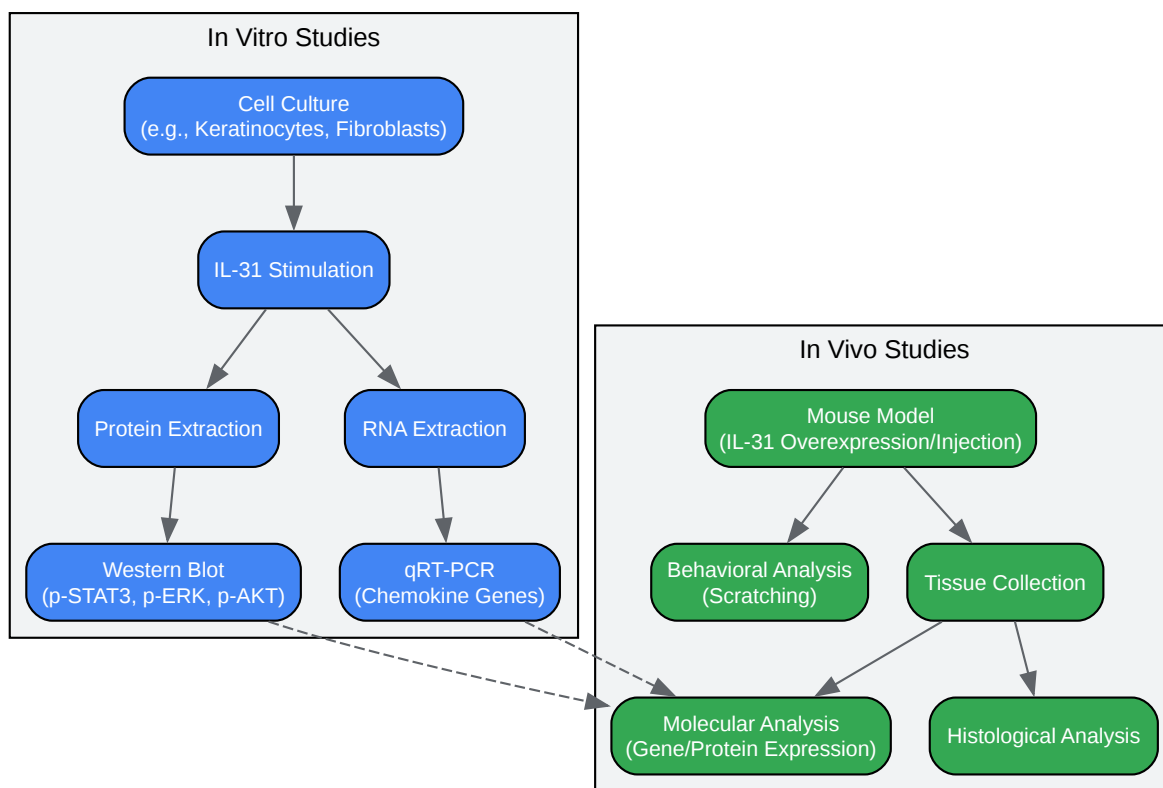 In Vitro Studies
Cell Culture
(e.g., Keratinocytes, Fibroblasts)
IL-31 Stimulation
Protein Extraction
RNA Extraction
Western Blot
(p-STAT3, p-ERK, p-AKT)
qRT-PCR
(Chemokine Genes)
In Vivo Studies
Mouse Model
(IL-31 Overexpression/Injection)
Behavioral Analysis
(Scratching)
Tissue Collection
Molecular Analysis
(Gene/Protein Expression)
Histological Analysis